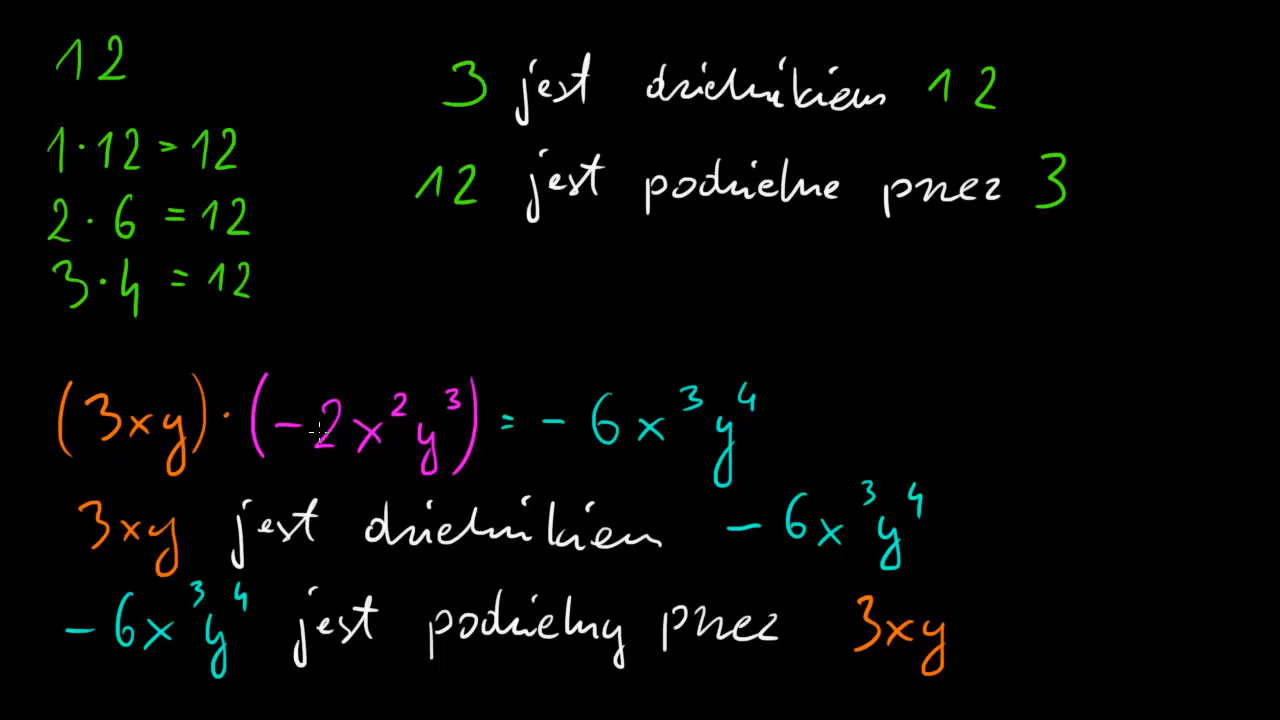 12
1·12=12
2·6=12
3·4=12
3 jest dzielnikiem 12
12 jest podzielne przez 3
(3xy)·(-2x²y³)=-6x³y⁴
3xy jest dzielnikiem -6x³y⁴
-6x³y⁴ jest podzielny przez 3xy